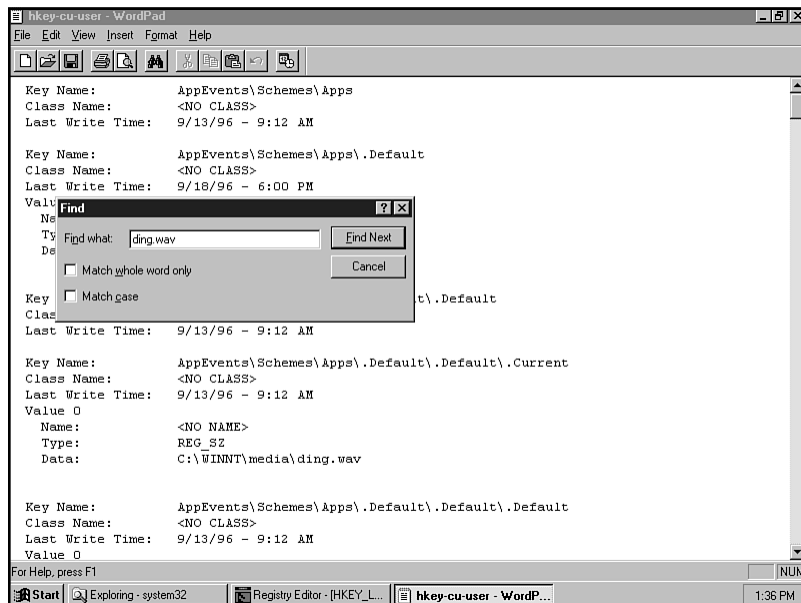 hkey-cu-user - WordPad
File Edit View Insert Format Help
Key Name: AppEvents\Schemes\Apps
Class Name: <NO CLASS>
Last Write Time: 9/13/96 - 9:12 AM
Key Name: AppEvents\Schemes\Apps\.Default
Class Name: <NO CLASS>
Last Write Time: 9/18/96 - 6:00 PM
Valu
Na
Ty
Da
Find
Find what: ding.wav
Find Next
Match whole word only
Cancel
Match case
Key t\.Default
Clas
Last Write Time: 9/13/96 - 9:12 AM
Key Name: AppEvents\Schemes\Apps\.Default\.Default\.Current
Class Name: <NO CLASS>
Last Write Time: 9/13/96 - 9:12 AM
Value 0
Name: <NO NAME>
Type: REG_SZ
Data: C:\WINNT\media\ding.wav
Key Name: AppEvents\Schemes\Apps\.Default\.Default\.Default
Class Name: <NO CLASS>
Last Write Time: 9/13/96 - 9:12 AM
Value 0
For Help, press F1
NUM
Start Exploring - system32 Registry Editor - [HKEY_L... hkey-cu-user - WordP... 1:36 PM